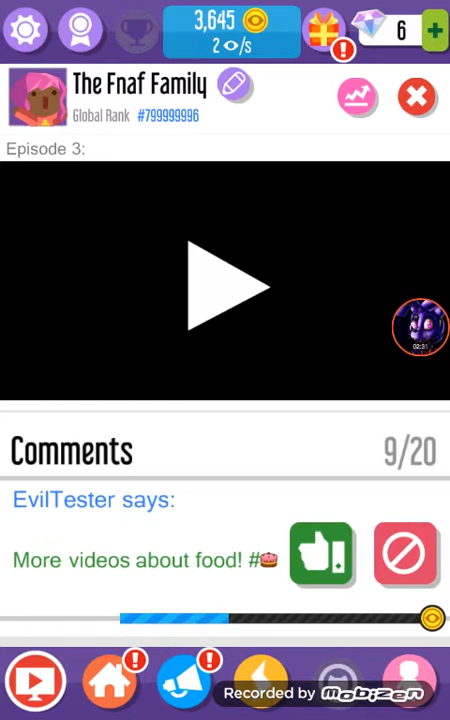 3,645
2 /s
6
The Fnaf Family
Global Rank #799999996
Episode 3:
02:31
Comments 9/20
EvilTester says:
More videos about food! #🎂
Recorded by Mobizen